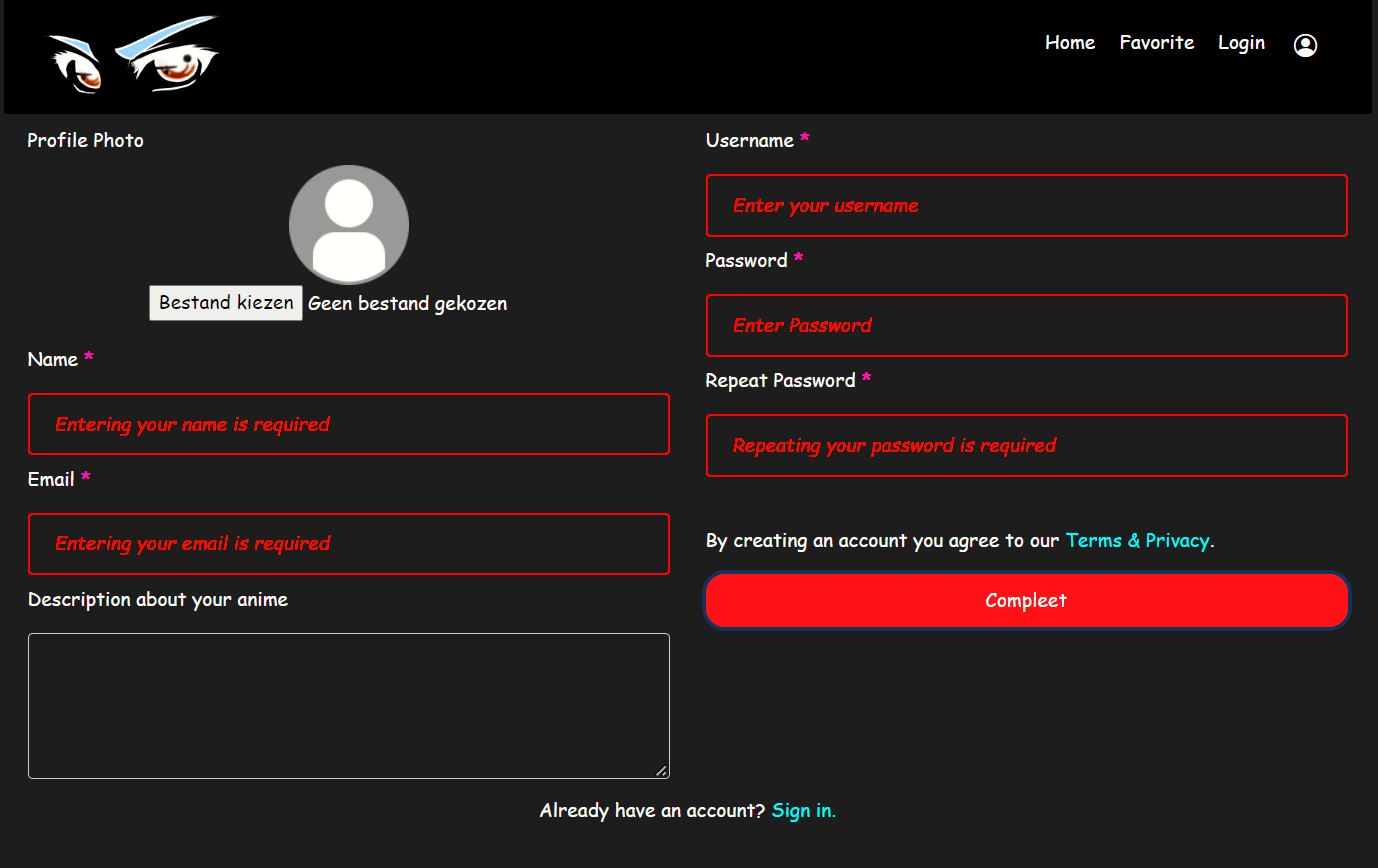 Home Favorite Login
Profile Photo
Bestand kiezen Geen bestand gekozen
Name *
Entering your name is required
Email *
Entering your email is required
Description about your anime
Username *
Enter your username
Password *
Enter Password
Repeat Password *
Repeating your password is required
By creating an account you agree to our Terms & Privacy.
Compleet
Already have an account? Sign in.